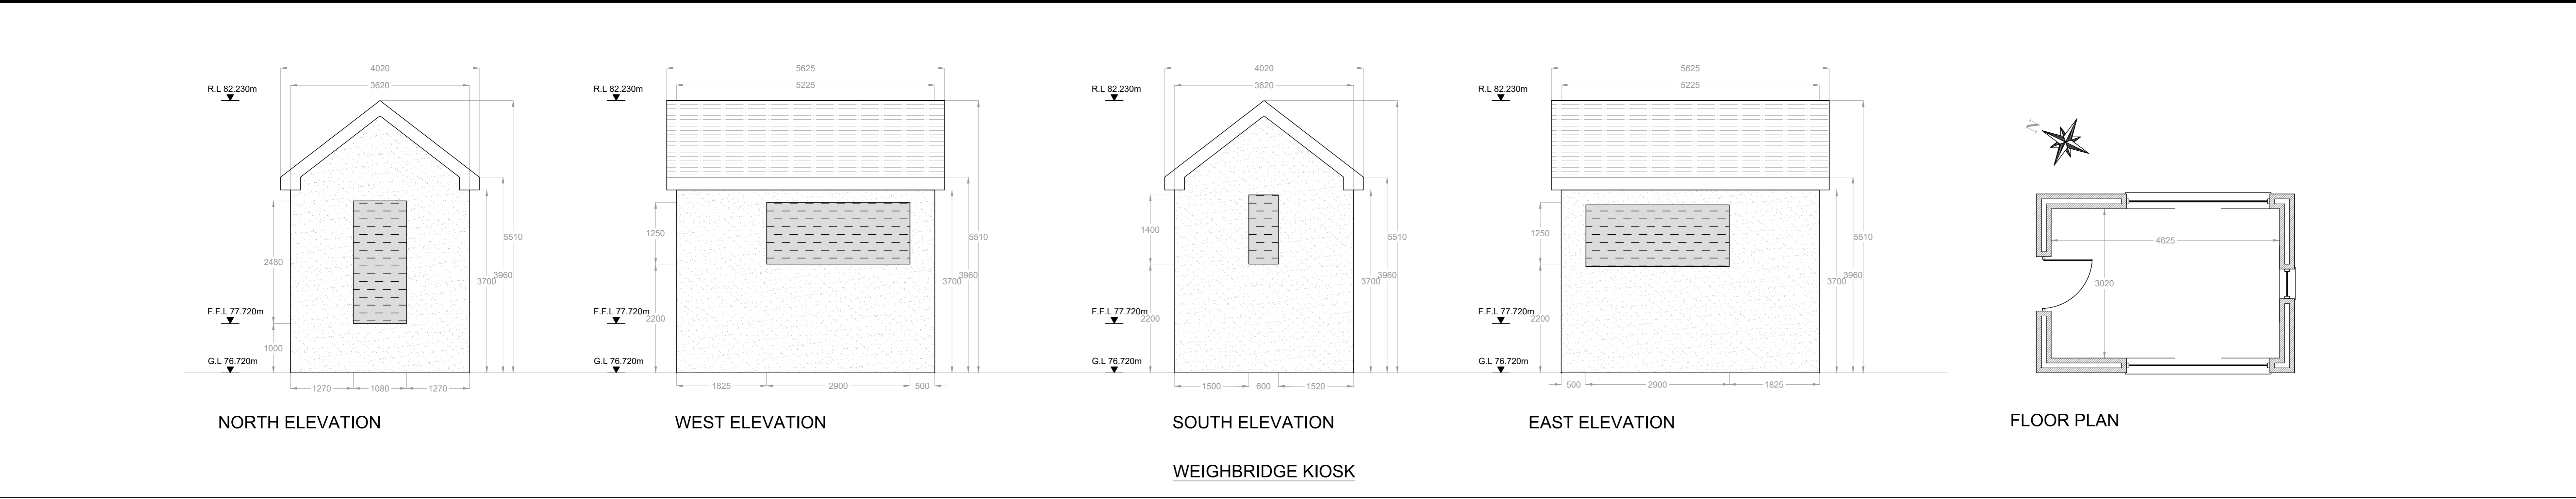 4020
3620
R.L 82.230m
2480
5510
3960
3700
F.F.L 77.720m
1000
G.L 76.720m
1270 1080 1270
NORTH ELEVATION
5625
5225
R.L 82.230m
1250
5510
3960
3700
F.F.L 77.720m
2200
G.L 76.720m
1825 2900 500
WEST ELEVATION
4020
3620
R.L 82.230m
1400
5510
3960
3700
F.F.L 77.720m
2200
G.L 76.720m
1500 600 1520
SOUTH ELEVATION
5625
5225
R.L 82.230m
1250
5510
3960
3700
F.F.L 77.720m
2200
G.L 76.720m
500 2900 1825
EAST ELEVATION
N
4625
3020
FLOOR PLAN
WEIGHBRIDGE KIOSK